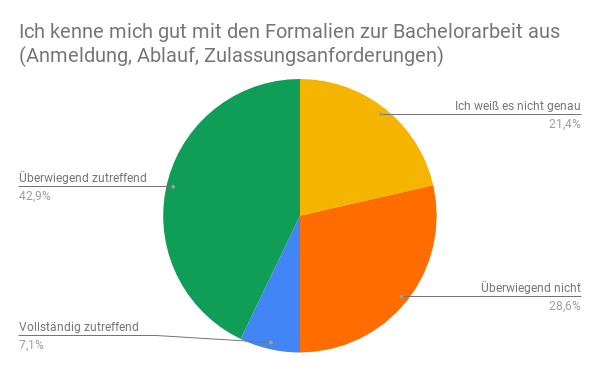 Ich kenne mich gut mit den Formalien zur Bachelorarbeit aus
(Anmeldung, Ablauf, Zulassungsanforderungen)
Ich weiß es nicht genau
21,4%
Überwiegend zutreffend
42,9%
Überwiegend nicht
28,6%
Vollständig zutreffend
7,1%